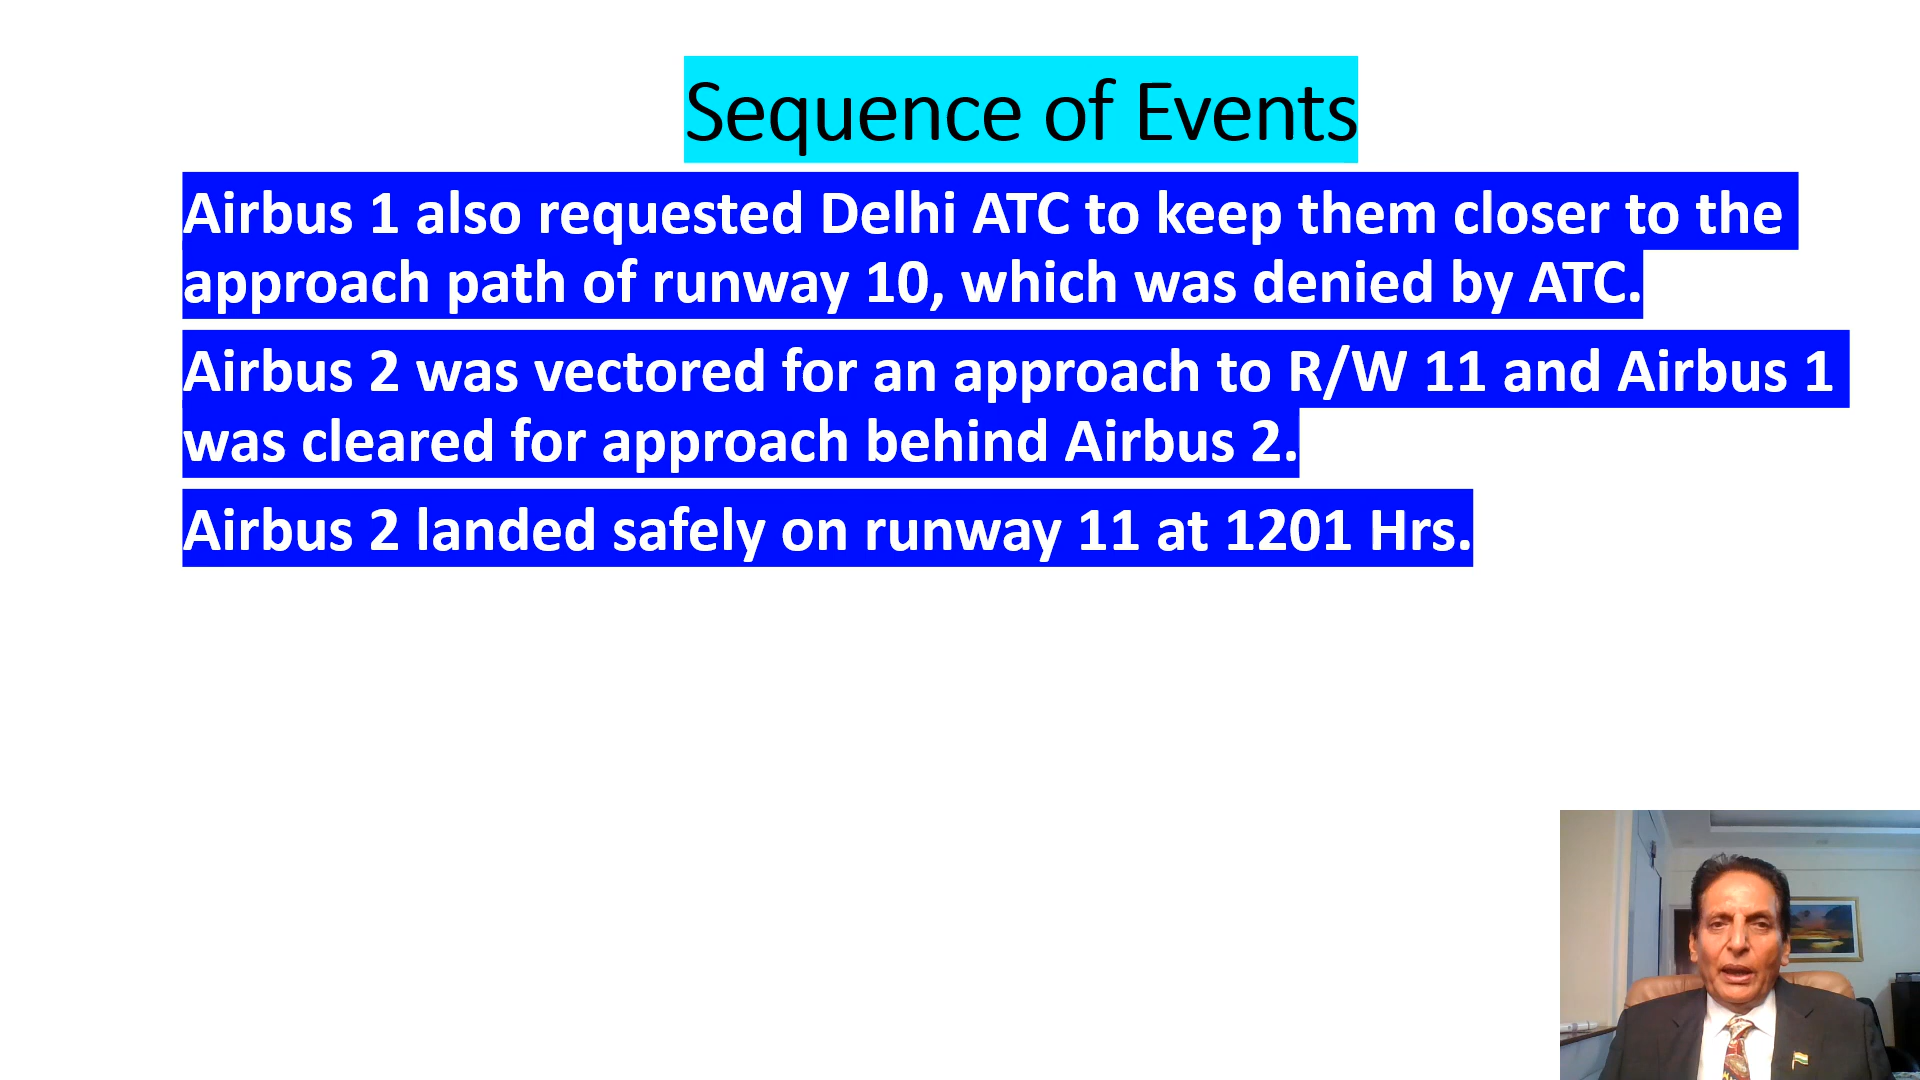 Sequence of Events
Airbus 1 also requested Delhi ATC to keep them closer to the
approach path of runway 10, which was denied by ATC.
Airbus 2 was vectored for an approach to R/W 11 and Airbus 1
was cleared for approach behind Airbus 2.
Airbus 2 landed safely on runway 11 at 1201 Hrs.